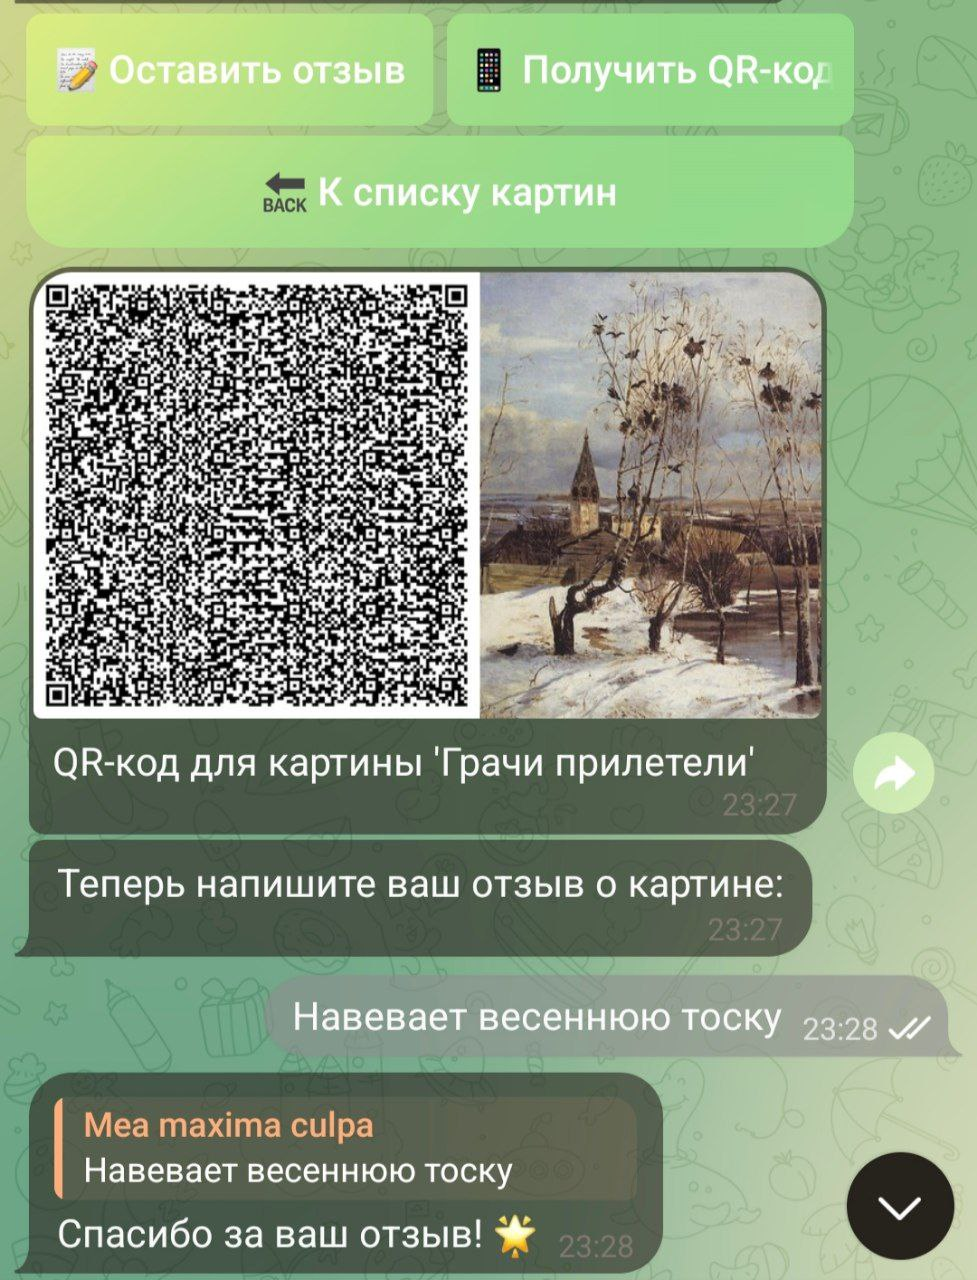 Оставить отзыв
Получить QR-код
BACK К списку картин
QR-код для картины 'Грачи прилетели'
23:27
Теперь напишите ваш отзыв о картине:
23:27
Навевает весеннюю тоску 23:28
Mea maxima culpa
Навевает весеннюю тоску
Спасибо за ваш отзыв! 23:28